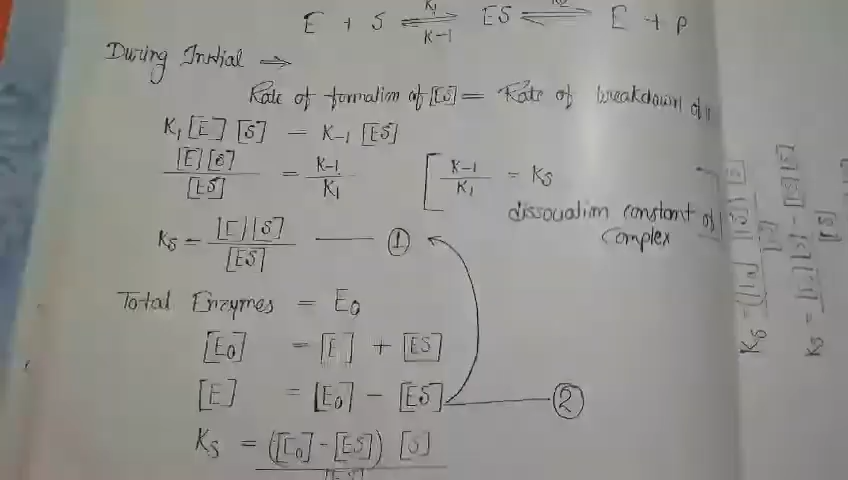 E + S ⇌ ES ⇌ E + P
K1
K-1
During Initial →
Rate of formation of [ES] = Rate of breakdown of
K1 [E] [S] = K-1 [ES]
[E][S] / [ES] = K-1 / K1 [ K-1 / K1 = Ks
dissociation constant of
complex
Ks = [E][S] / [ES] —— ①
Total Enzymes = E0
[E0] = [E] + [ES]
[E] = [E0] - [ES] —— ②
Ks = ([E0] - [ES]) [S]
[ES]